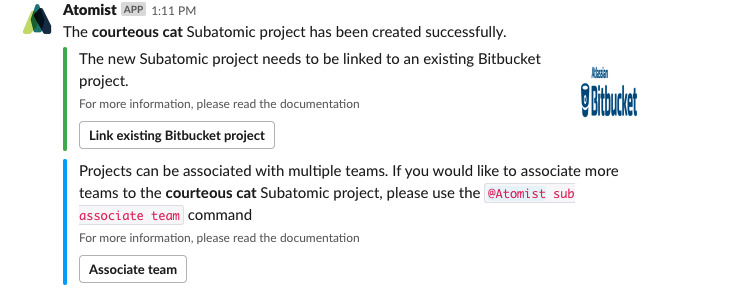 Atomist APP 1:11 PM
The courteous cat Subatomic project has been created successfully.
The new Subatomic project needs to be linked to an existing Bitbucket
project.
For more information, please read the documentation
Atlassian
Bitbucket
Link existing Bitbucket project
Projects can be associated with multiple teams. If you would like to associate more
teams to the courteous cat Subatomic project, please use the @Atomist sub
associate team command
For more information, please read the documentation
Associate team